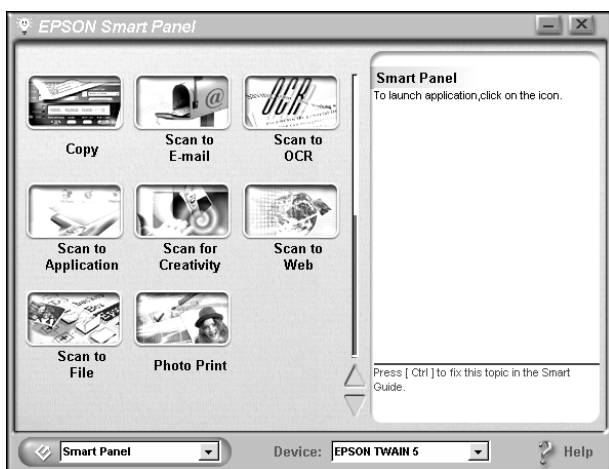 EPSON Smart Panel
Copy
Scan to
E-mail
Scan to
OCR
Scan to
Application
Scan for
Creativity
Scan to
Web
Scan to
File
Photo Print
Smart Panel
To launch application,click on the icon.
Press [ Ctrl ] to fix this topic in the Smart
Guide.
Smart Panel
Device: EPSON TWAIN 5
Help